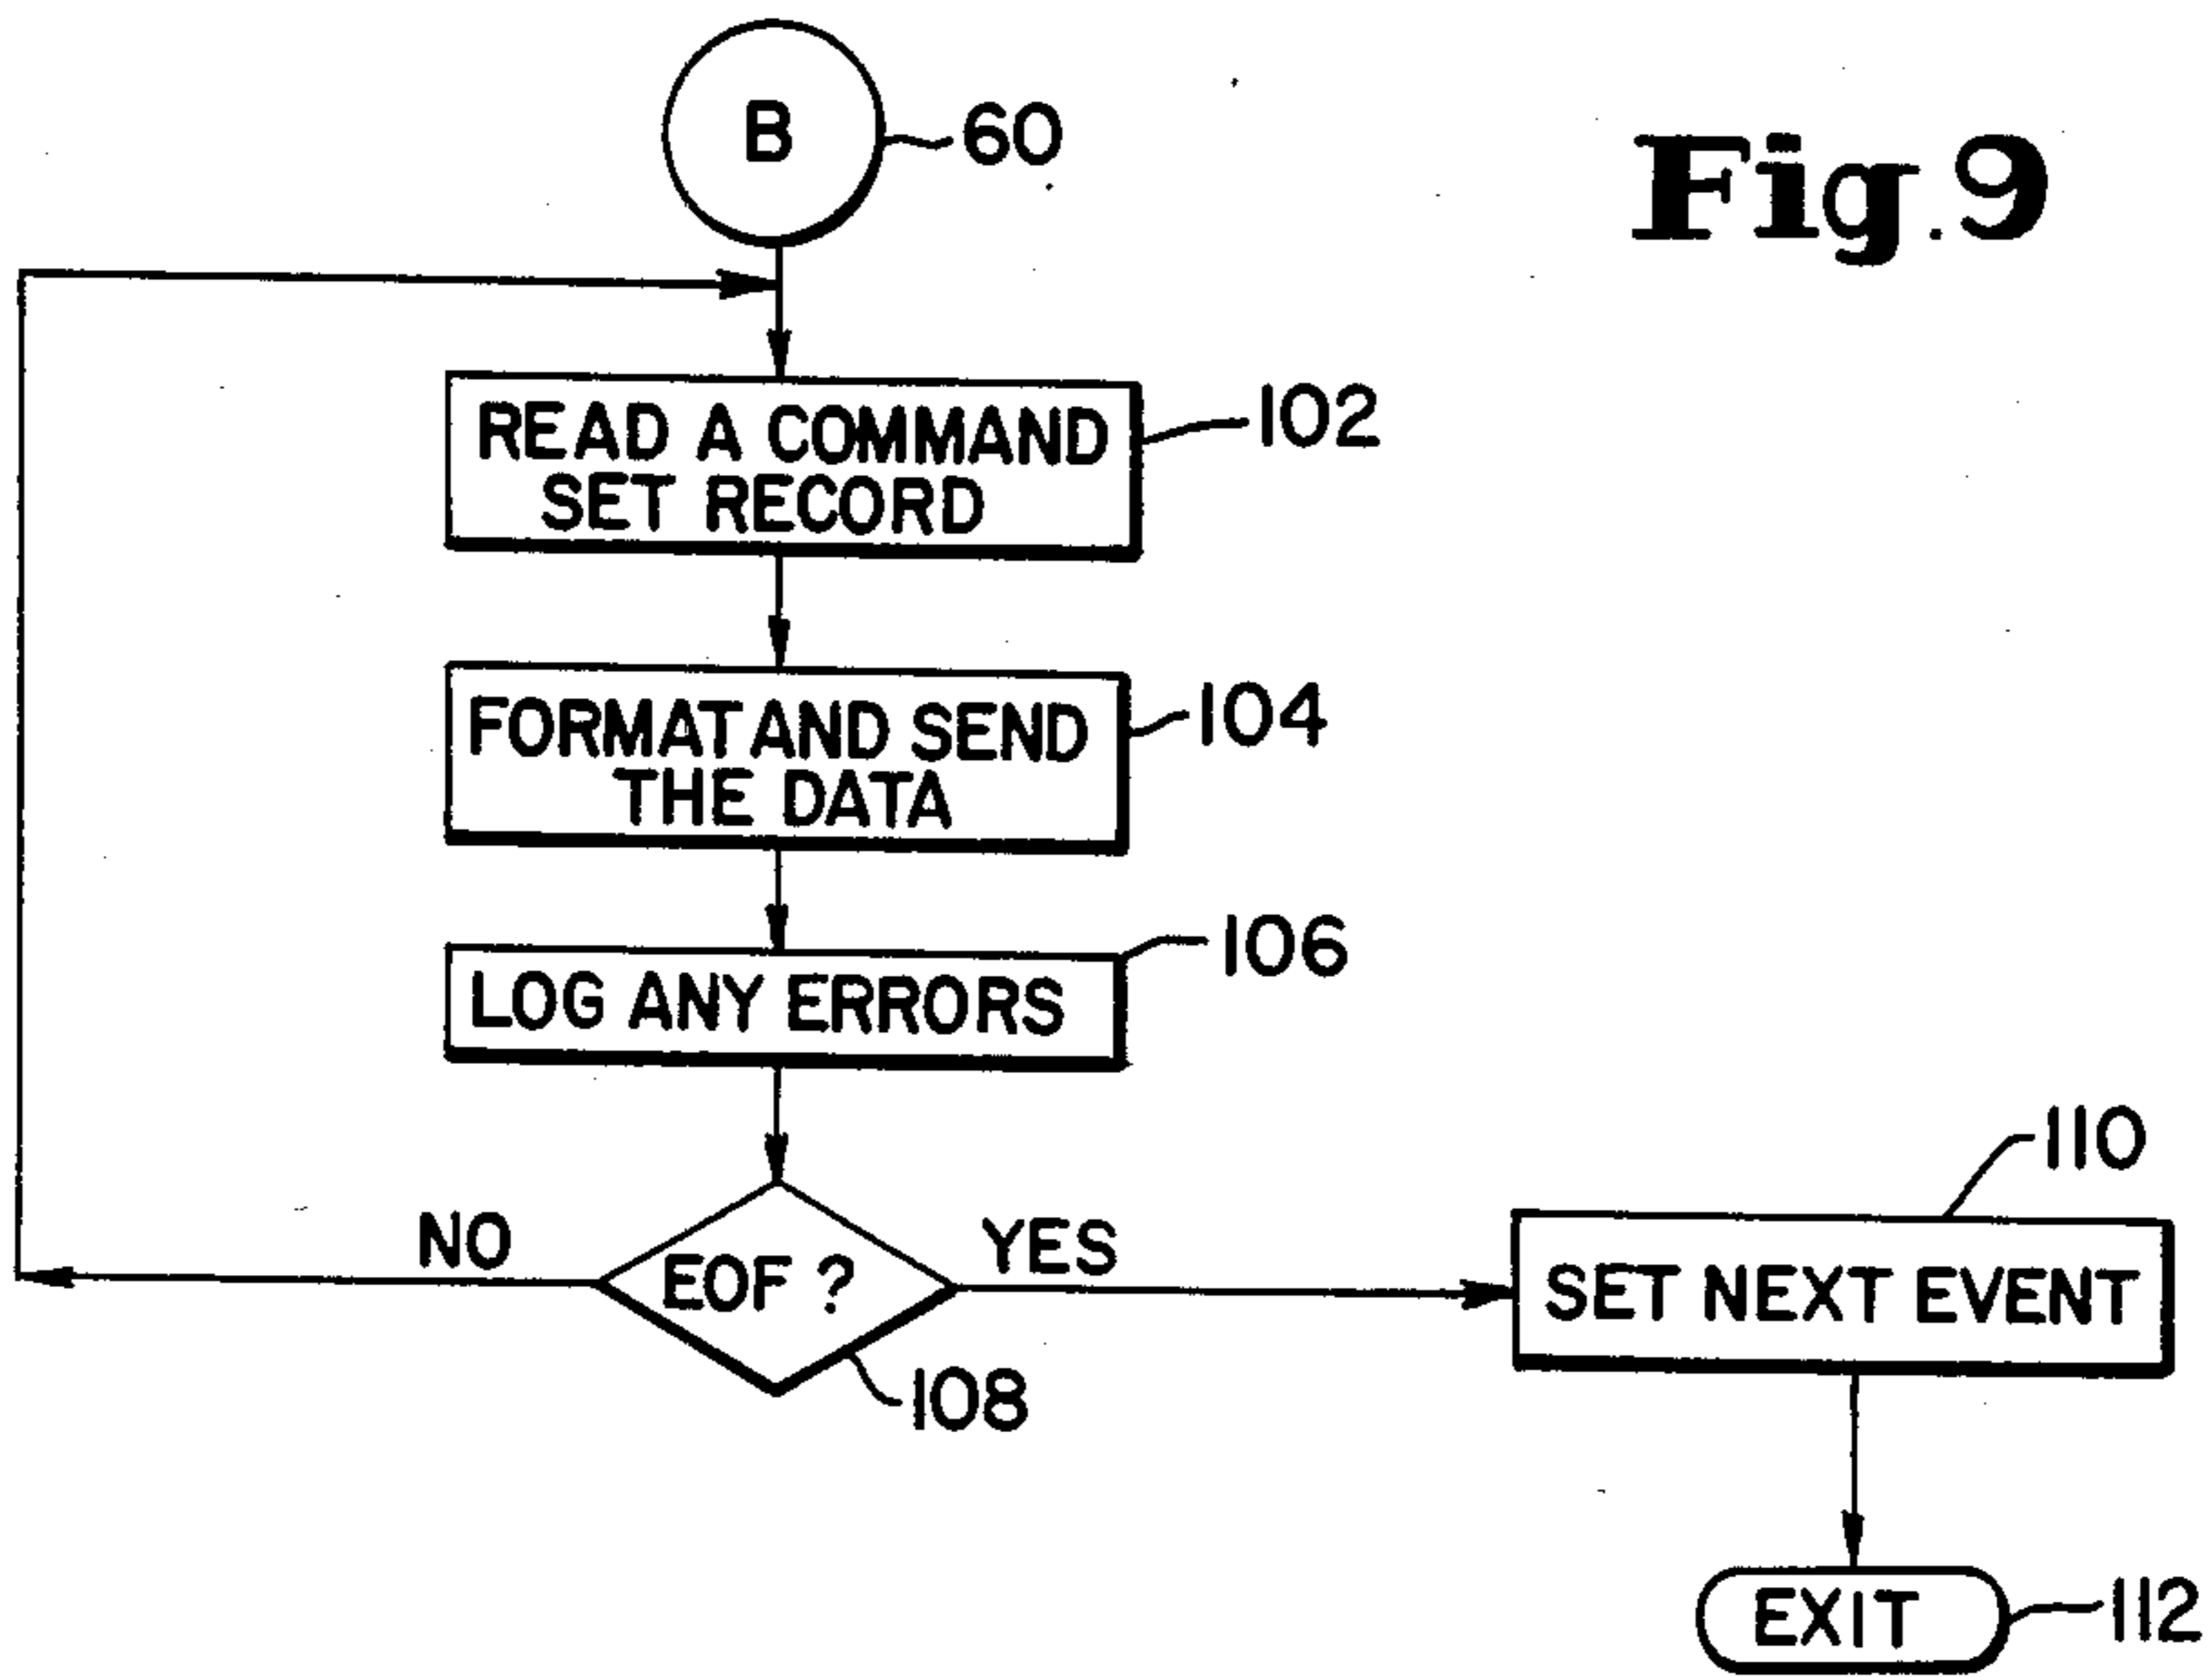 B
60
Fig.9
READ A COMMAND
SET RECORD
102
FORMAT AND SEND
THE DATA
104
LOG ANY ERRORS
106
NO
EOF ?
YES
108
SET NEXT EVENT
110
EXIT
112